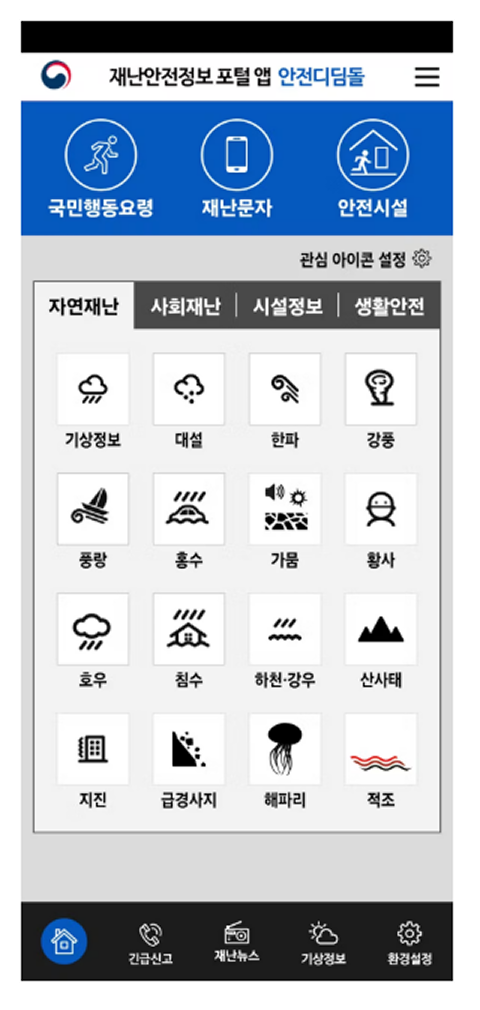 재난안전정보 포털 앱 안전디딤돌
국민행동요령 재난문자 안전시설
관심 아이콘 설정
자연재난 사회재난 시설정보 생활안전
기상정보 대설 한파 강풍
풍랑 홍수 가뭄 황사
호우 침수 하천·강우 산사태
지진 급경사지 해파리 적조
긴급신고 재난뉴스 기상정보 환경설정